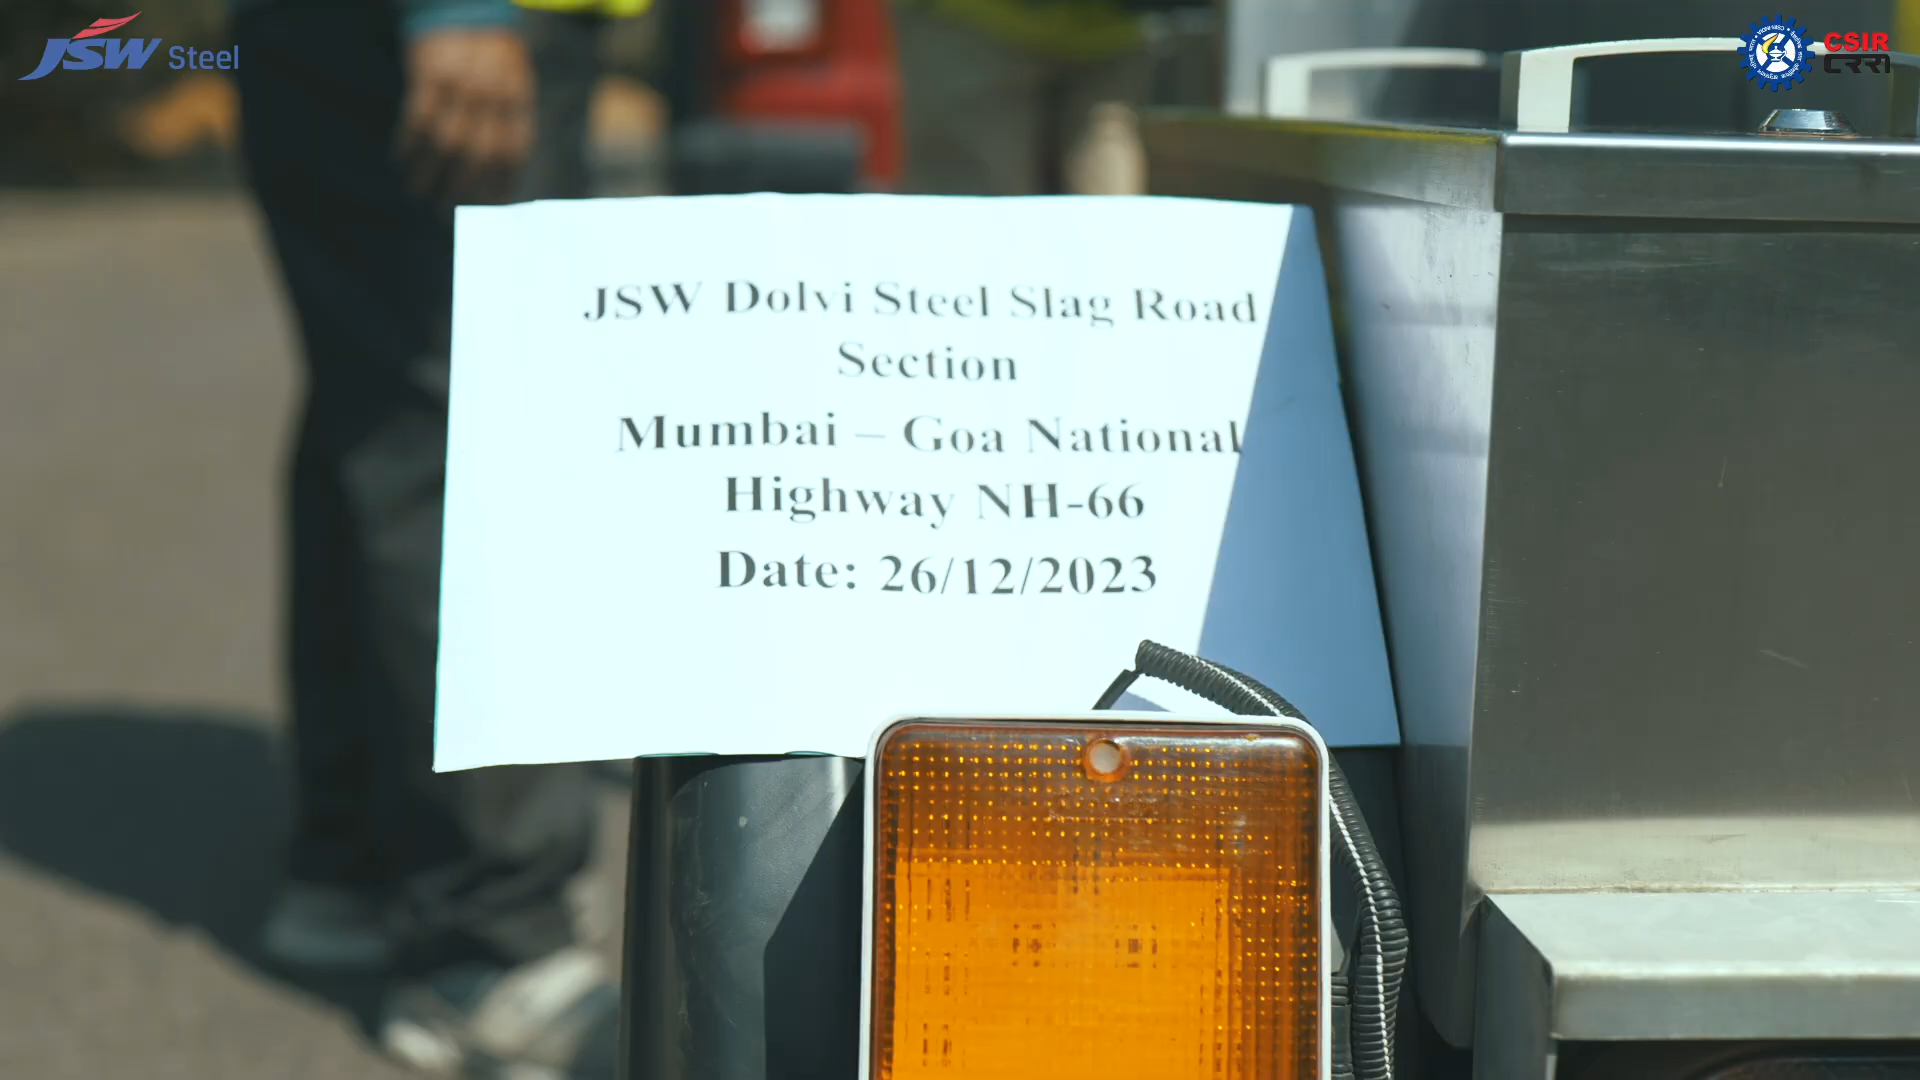 JSW Steel
CSIR
CRRI
JSW Dolvi Steel Slag Road
Section
Mumbai – Goa National
Highway NH-66
Date: 26/12/2023